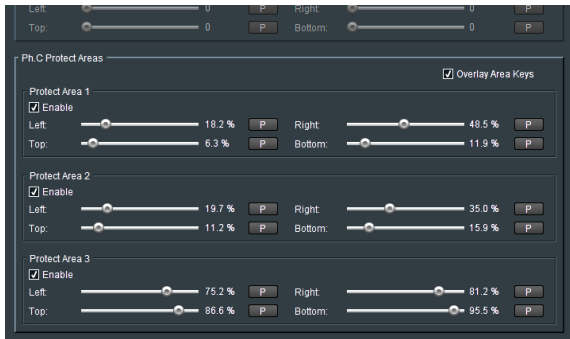 Left: 0 P Right: 0 P
Top: 0 P Bottom: 0 P
Ph.C Protect Areas
Overlay Area Keys
Protect Area 1
Enable
Left: 18.2 % P Right: 48.5 % P
Top: 6.3 % P Bottom: 11.9 % P
Protect Area 2
Enable
Left: 19.7 % P Right: 35.0 % P
Top: 11.2 % P Bottom: 15.9 % P
Protect Area 3
Enable
Left: 75.2 % P Right: 81.2 % P
Top: 86.6 % P Bottom: 95.5 % P